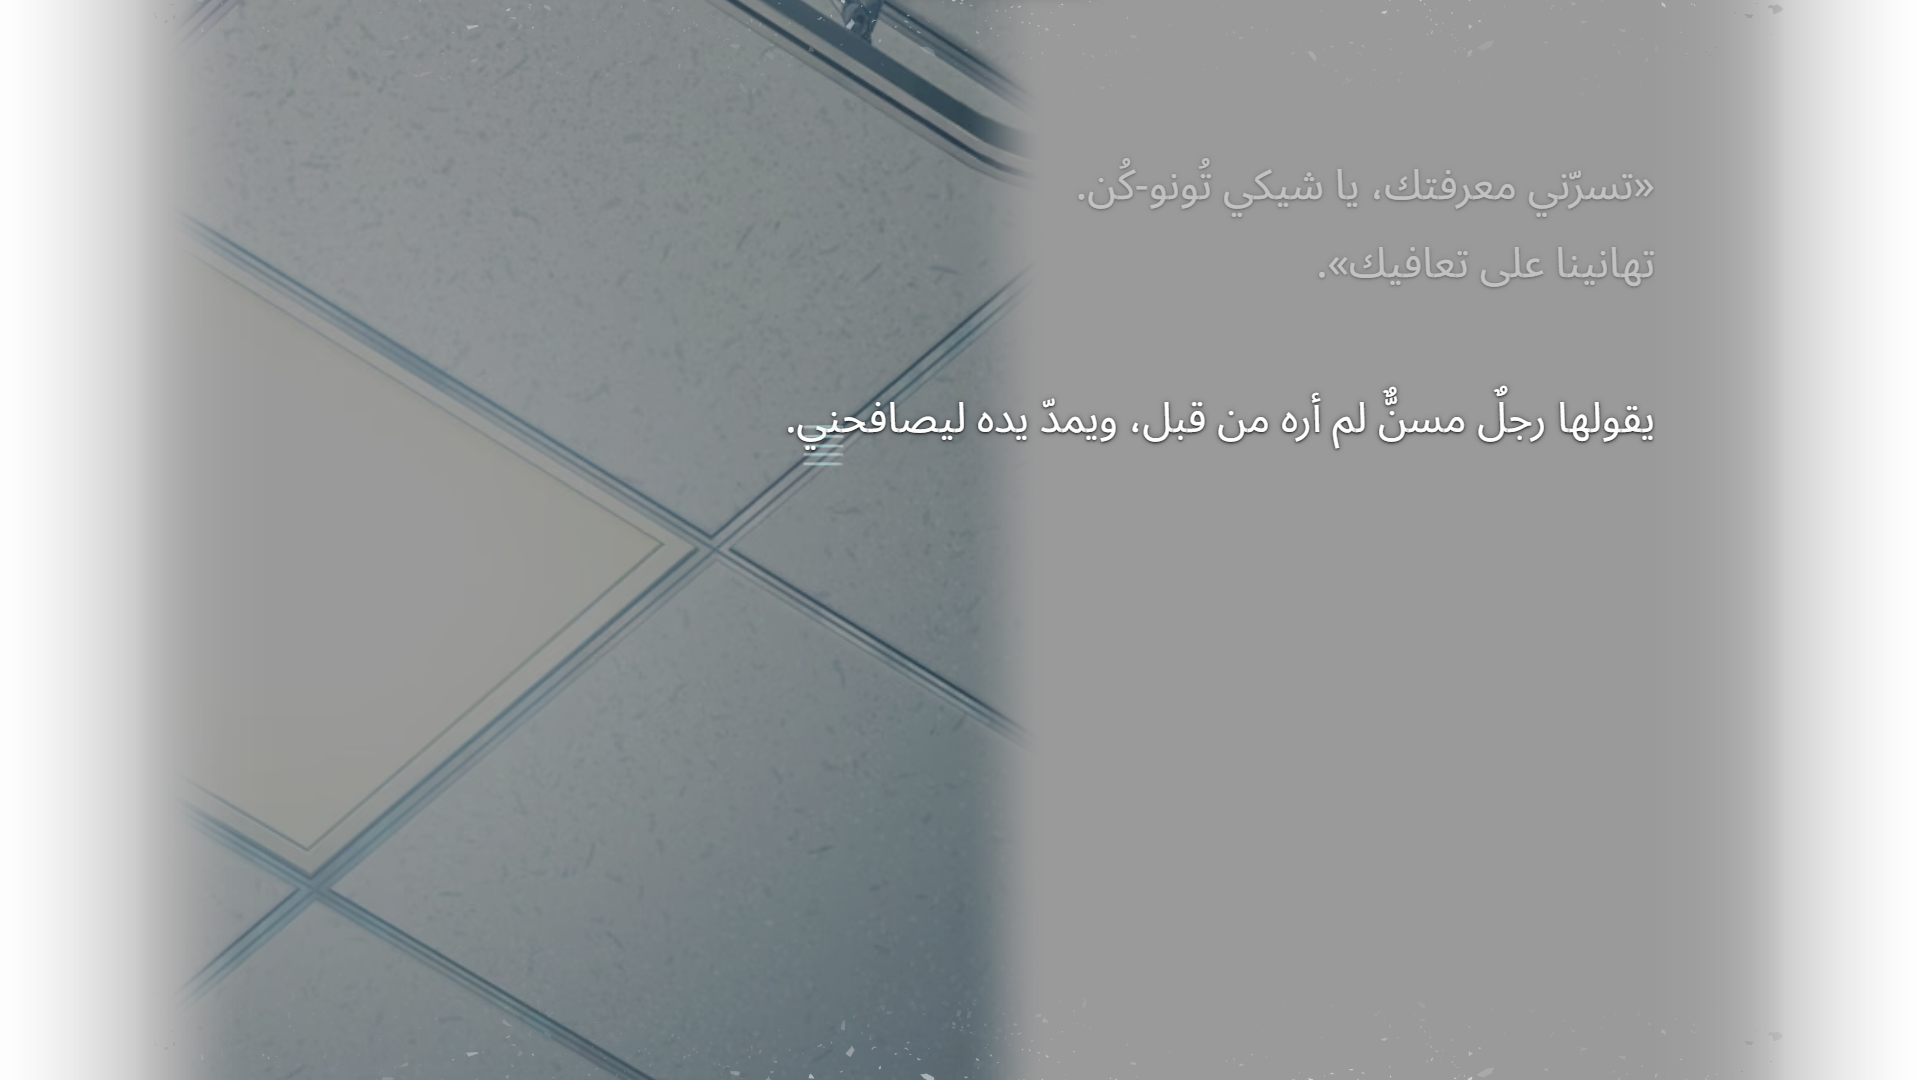 «تسرّني معرفتك، يا شيكي تُونو-كُن.
تهانينا على تعافيك».
يقولها رجلٌ مسنٌّ لم أره من قبل، ويمدّ يده ليصافحني.